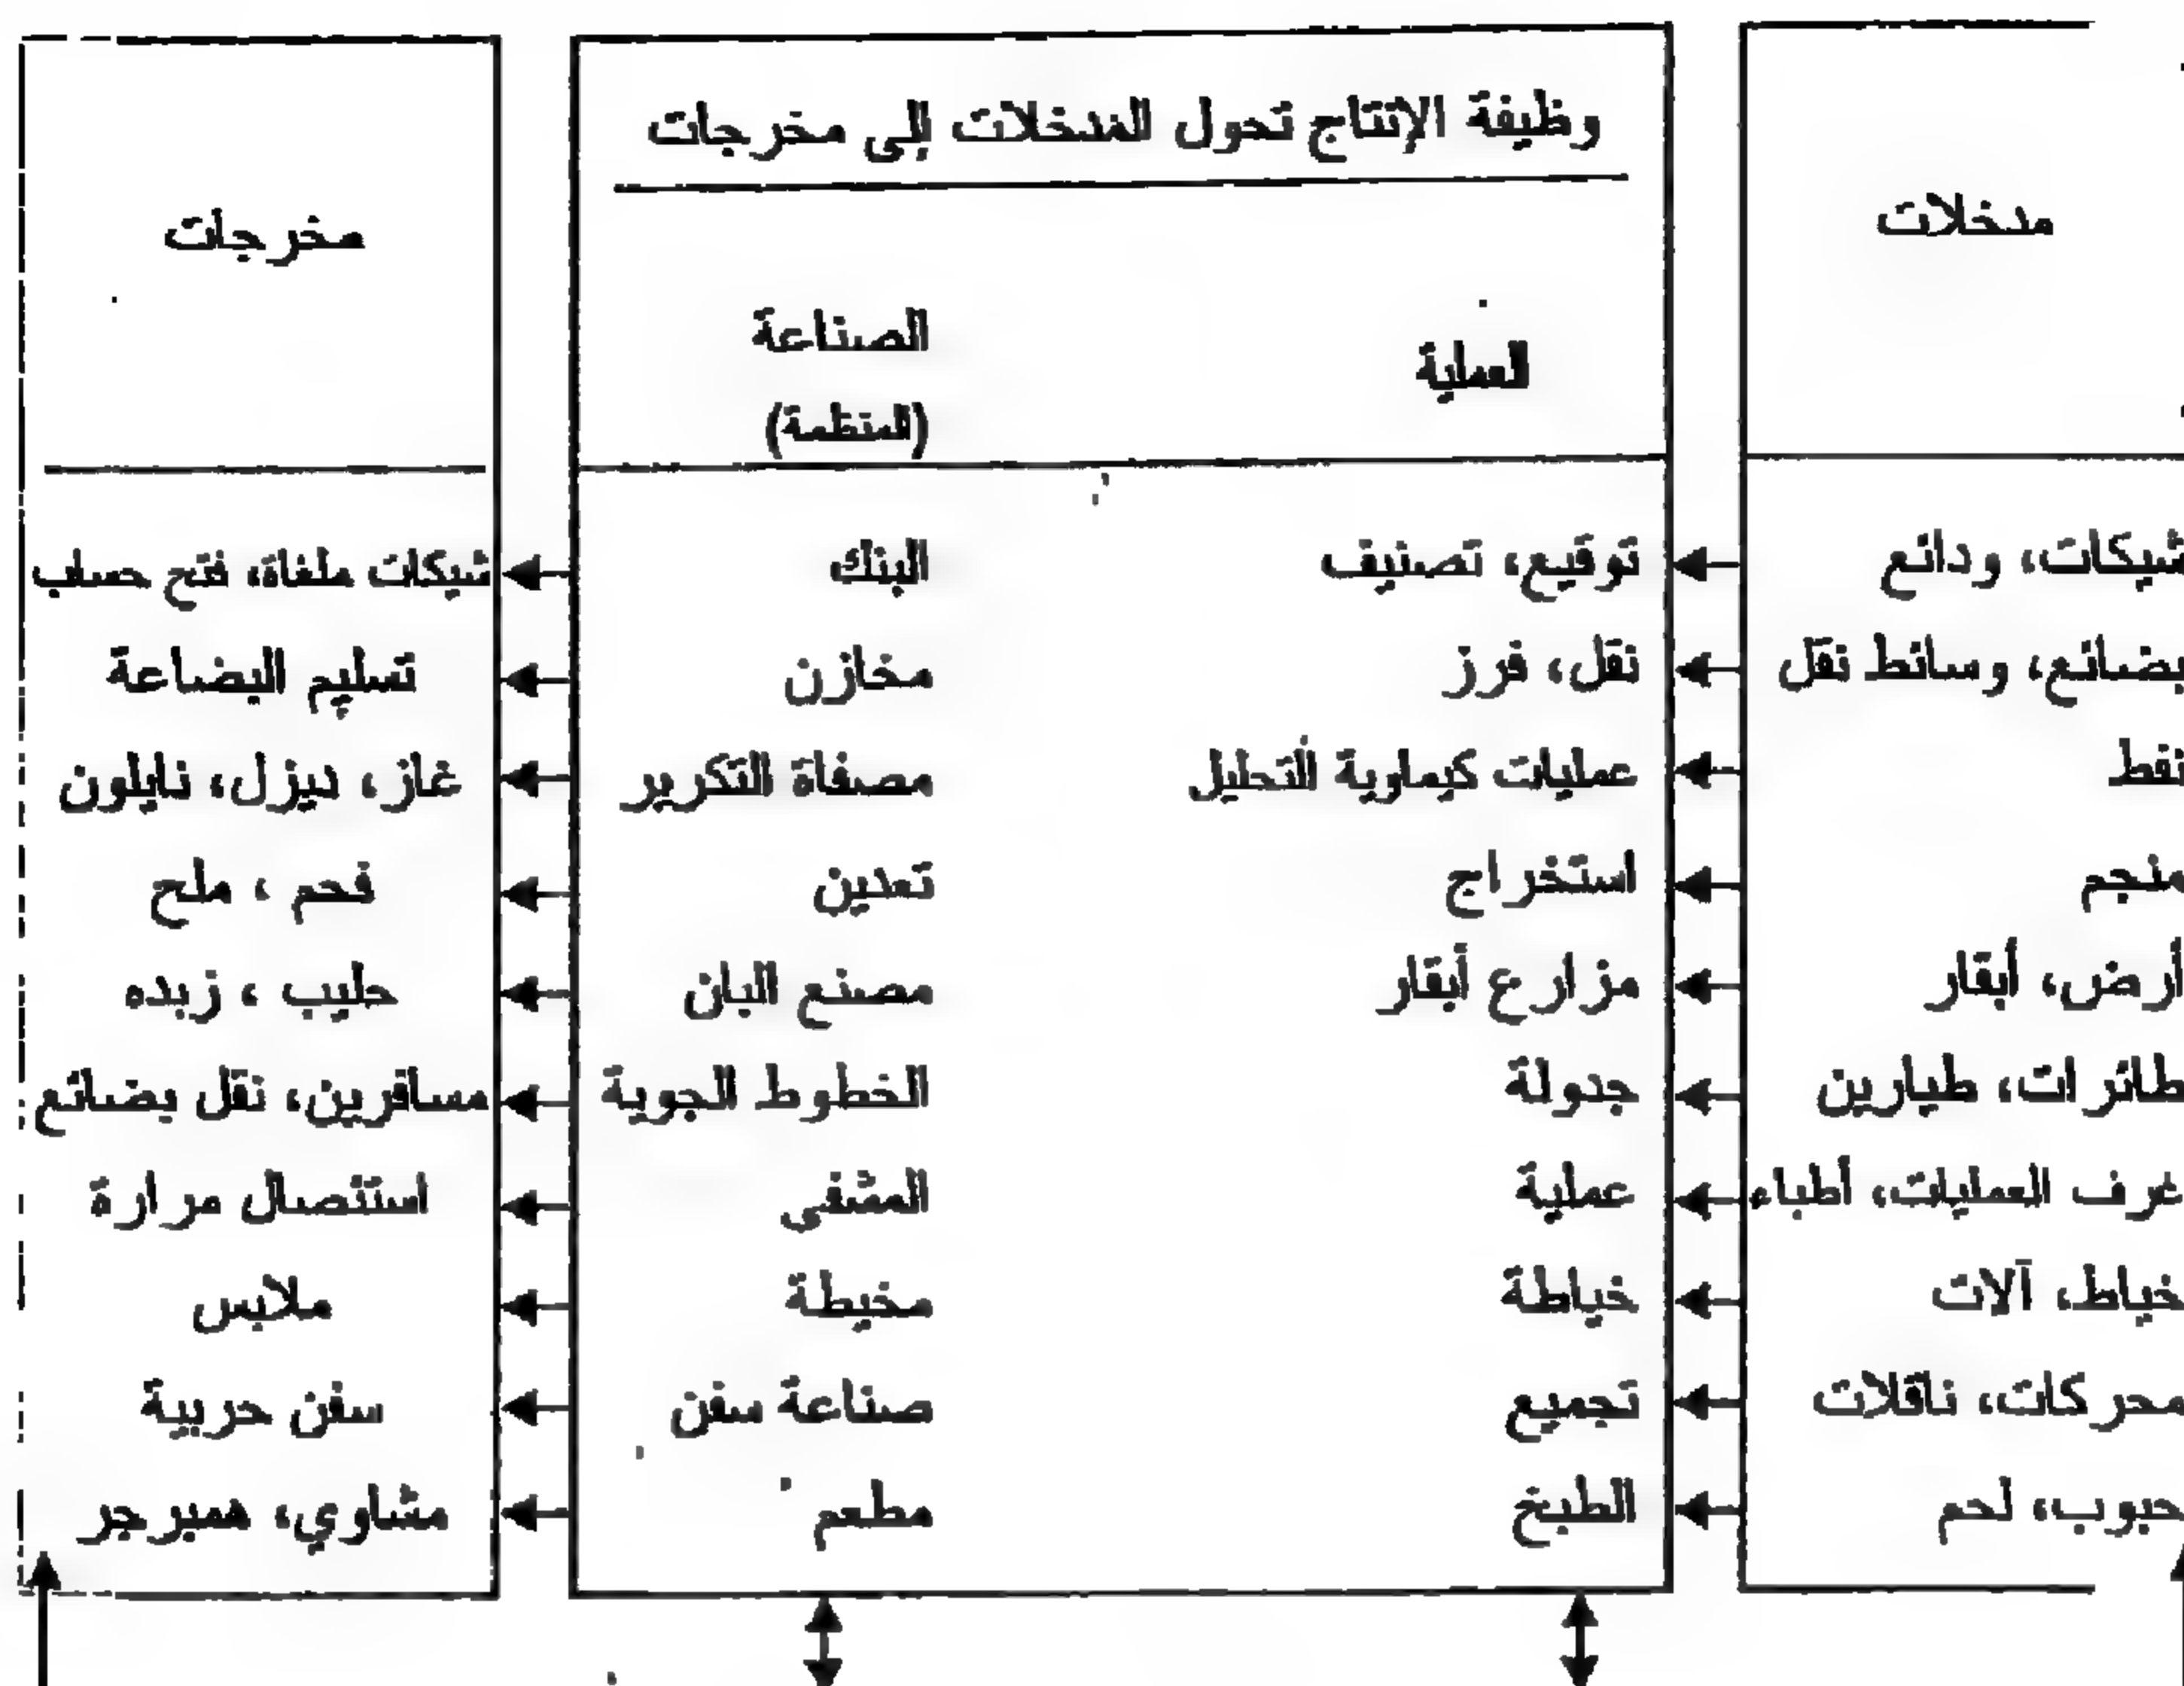 مدخلات
وظيفة الإنتاج تحول المدخلات إلى مخرجات
مخرجات
العملية
الصناعة
(المنظمة)
شيكات، ودائع
توقيع، تصنيف
البنك
شيكات ملغاة، فتح حساب
بضائع، وسائط نقل
نقل، فرز
مخازن
تسليم البضاعة
نفط
عمليات كيماوية للتحليل
مصفاة التكرير
غاز، ديزل، نايلون
منجم
استخراج
تعدين
فحم ، ملح
أرض، أبقار
مزارع أبقار
مصنع البان
حليب ، زبده
طائرات، طيارين
جدولة
الخطوط الجوية
مسافرين، نقل بضائع
غرف العمليات، أطباء
عملية
المشفى
استئصال مرارة
خياط، آلات
خياطة
مخيطة
ملابس
محركات، ناقلات
تجميع
صناعة سفن
سفن حربية
حبوب، لحم
الطبخ
مطعم
مشاوي، همبرجر